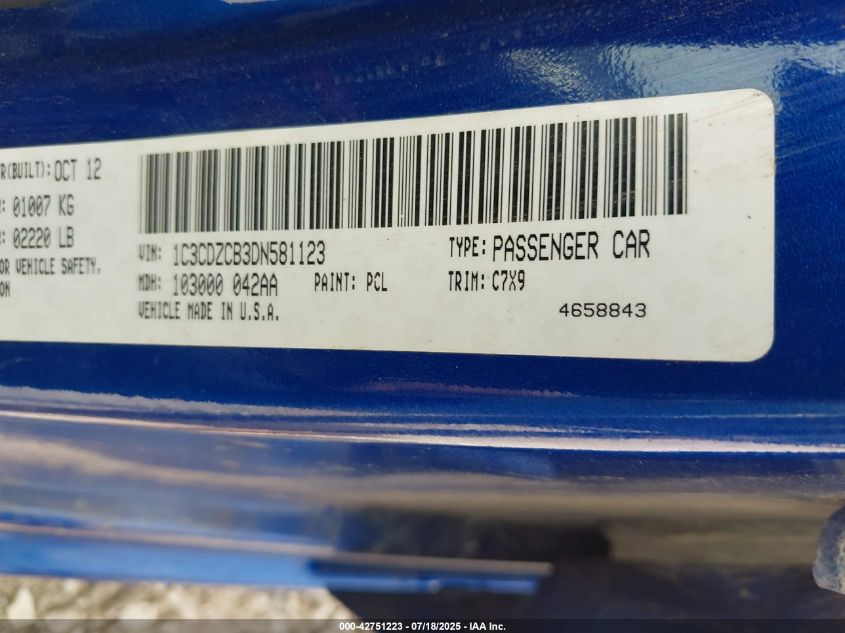 R(BUILT): OCT 12
: 01007 KG
: 02220 LB
OR VEHICLE SAFETY,
ON
VIN: 1C3CDZCB3DN581123
TYPE: PASSENGER CAR
MDH: 103000 042AA
PAINT: PCL
TRIM: C7X9
VEHICLE MADE IN U.S.A.
4658843
000-42751223 - 07/18/2025 - IAA Inc.